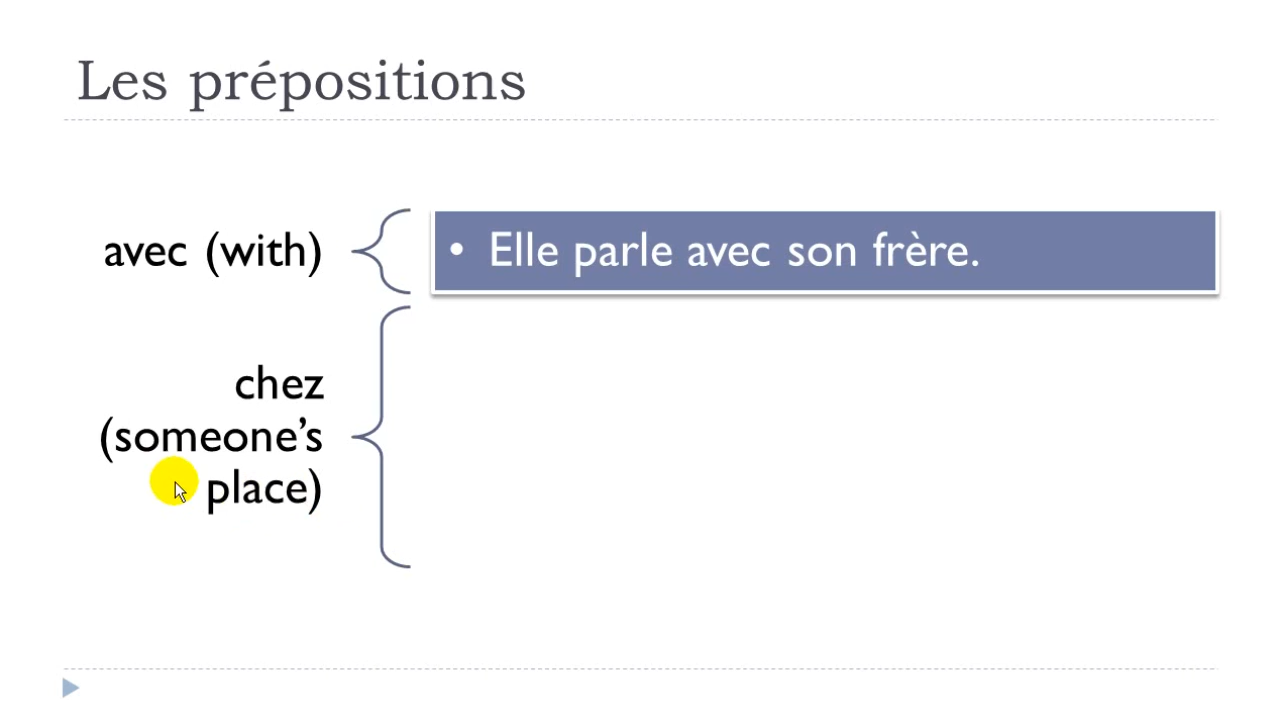 Les prépositions
avec (with)
• Elle parle avec son frère.
chez
(someone’s
place)